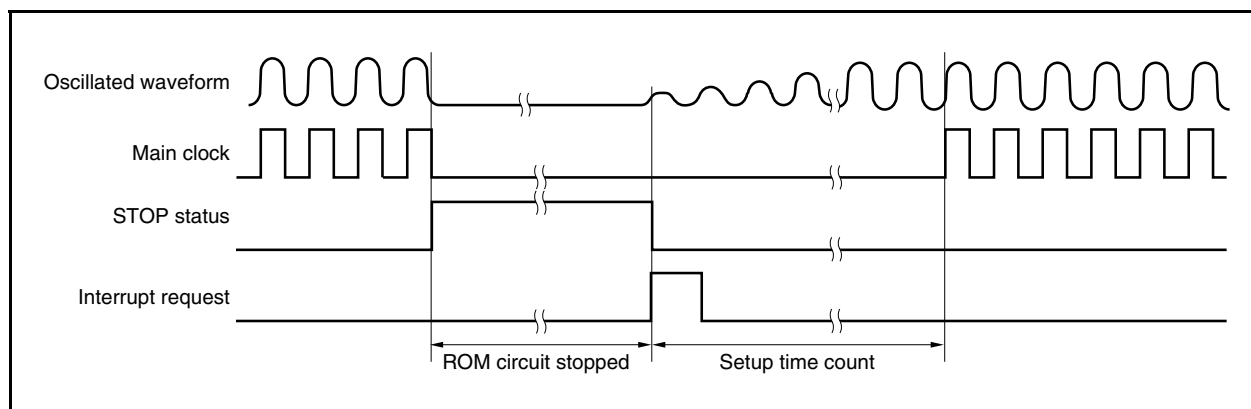 Oscillated waveform
Main clock
STOP status
Interrupt request
ROM circuit stopped
Setup time count